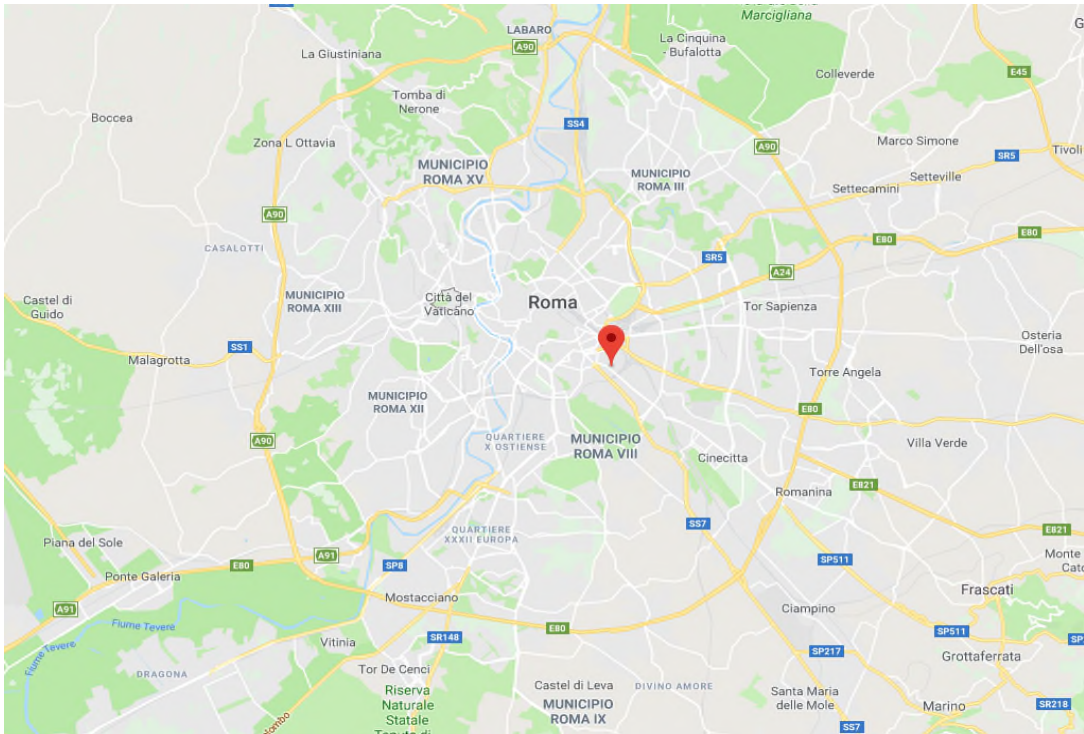 Marcigliana
LABARO
La Cinquina
- Bufalotta
La Giustiniana
A90
G
Colleverde
E45
Tomba di
Nerone
Boccea
SS4
Zona L Ottavia
A90
Marco Simone
Tivoli
SR5
MUNICIPIO
ROMA XV
MUNICIPIO
ROMA III
Setteville
Settecamini
A90
CASALOTTI
E80
E80
SR5
A24
MUNICIPIO
ROMA XIII
Città del
Vaticano
Roma
Tor Sapienza
Castel di
Guido
Osteria
Dell'osa
SS1
Malagrotta
Torre Angela
MUNICIPIO
ROMA XII
E80
A90
QUARTIERE
X OSTIENSE
MUNICIPIO
ROMA VIII
Villa Verde
Cinecitta
E821
Romanina
SS7
QUARTIERE
XXXII EUROPA
E821
Piana del Sole
A91
SP8
E80
SP511
Monte
Ponte Galeria
Frascati
Mostacciano
A91
Ciampino
Fiume Tevere
E80
SP511
SP
Vitinia
SR148
Fiume Tevere
SP217
Grottaferrata
Tor De Cenci
DRAGONA
Castel di Leva
DIVINO AMORE
Riserva
Naturale
Statale
Santa Maria
delle Mole
Marino
SR218
MUNICIPIO
ROMA IX
SS7